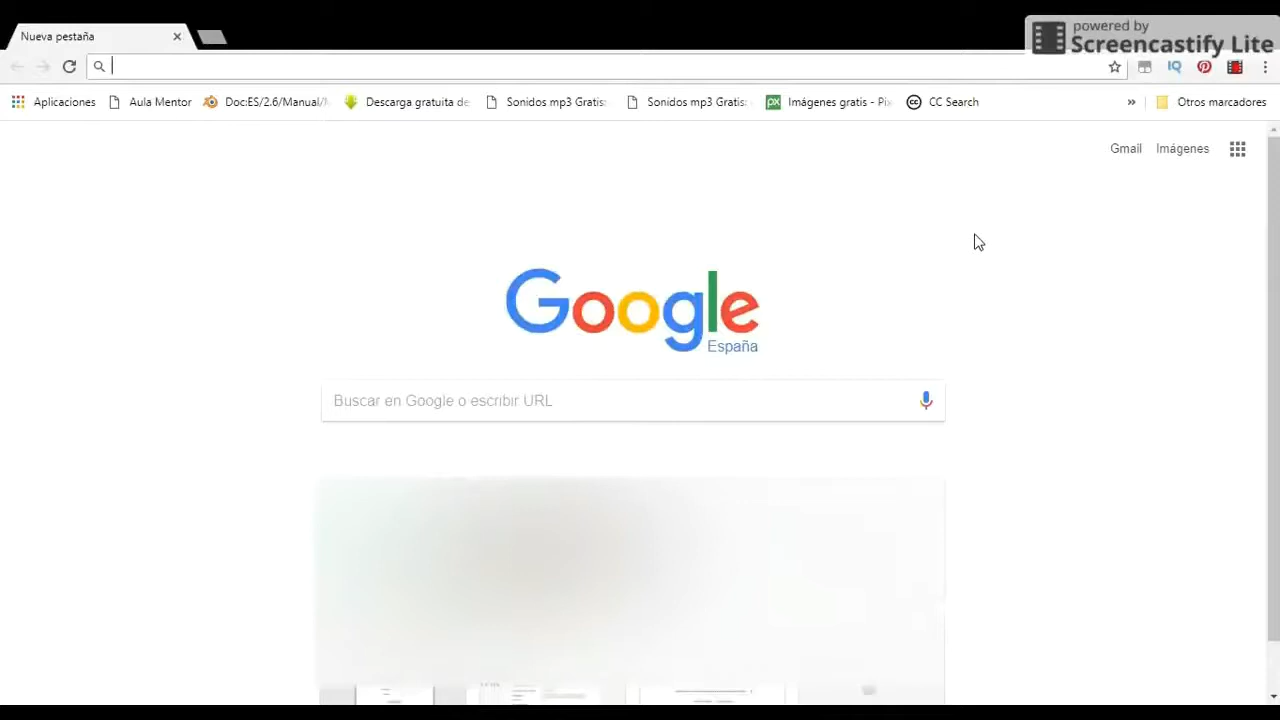 Nueva pestaña
powered by
Screencastify Lite
Aplicaciones
Aula Mentor
Doc:ES/2.6/Manual/
Descarga gratuita de
Sonidos mp3 Gratis
Sonidos mp3 Gratis
Imágenes gratis - Pix
CC Search
»
Otros marcadores
Gmail
Imágenes
Google
España
Buscar en Google o escribir URL